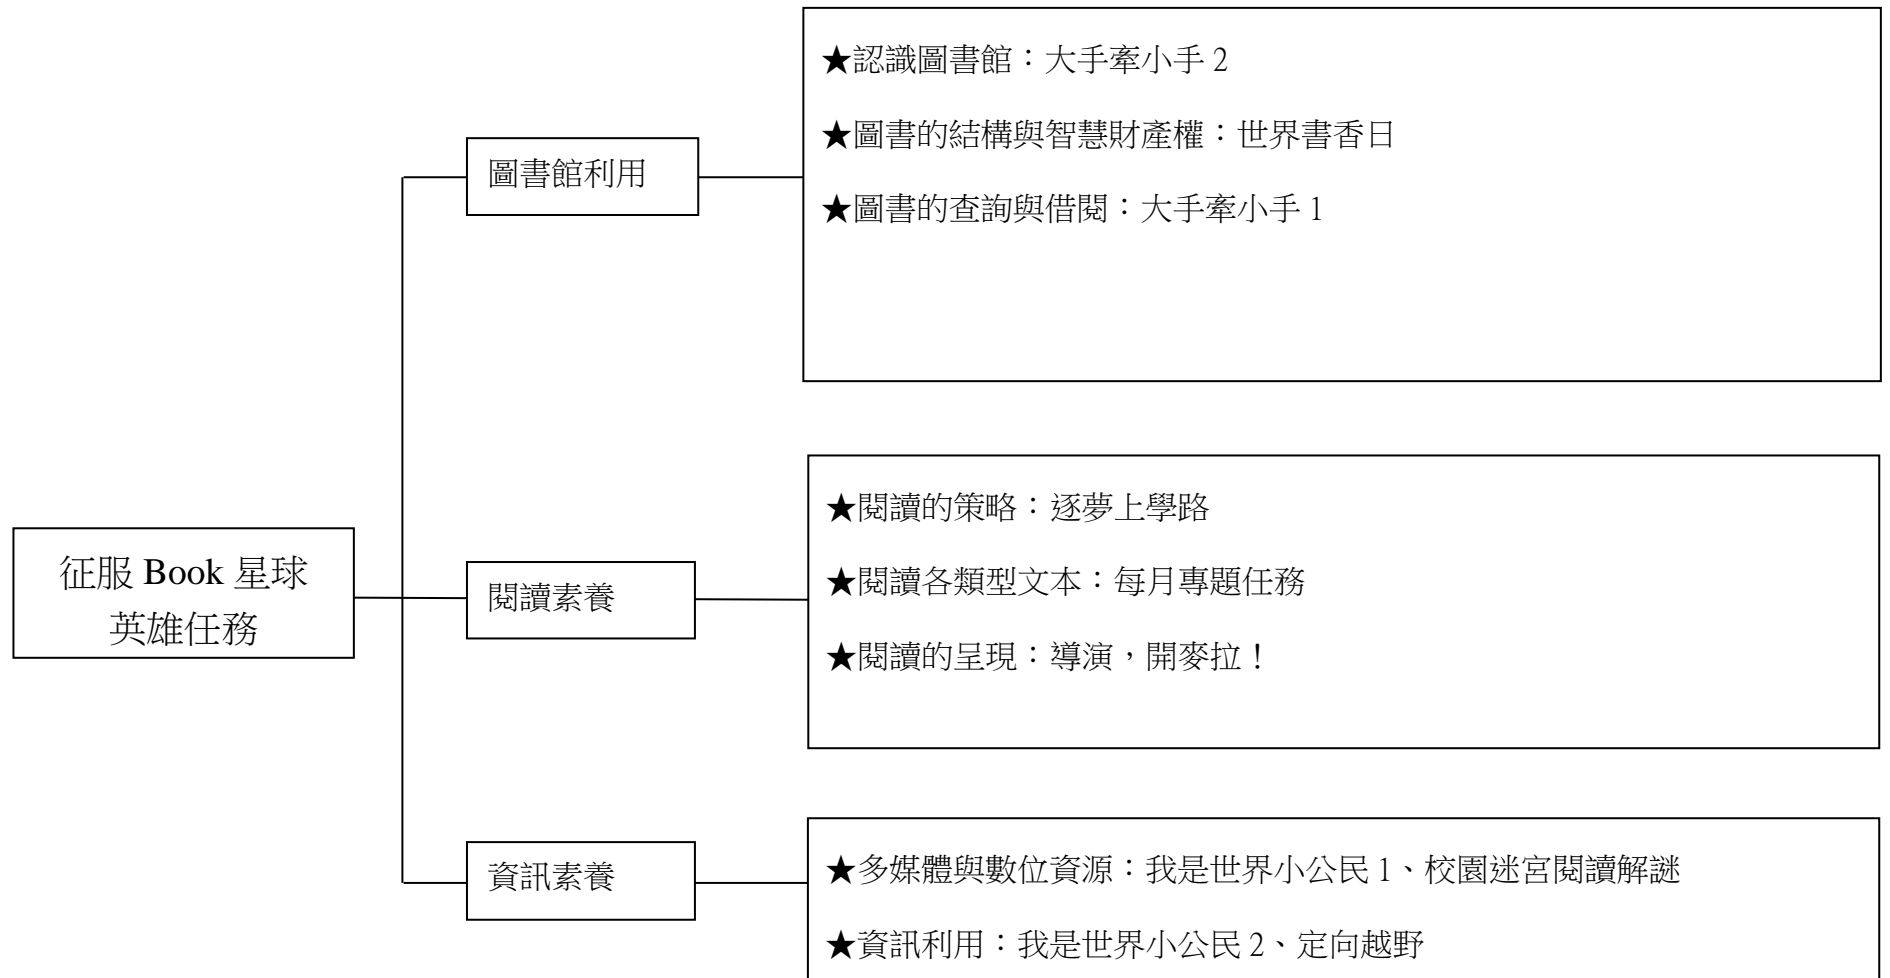 征服 Book 星球
英雄任務
圖書館利用
★認識圖書館：大手牽小手 2
★圖書的結構與智慧財產權：世界書香日
★圖書的查詢與借閱：大手牽小手 1
閱讀素養
★閱讀的策略：逐夢上學路
★閱讀各類型文本：每月專題任務
★閱讀的呈現：導演，開麥拉！
資訊素養
★多媒體與數位資源：我是世界小公民 1、校園迷宮閱讀解謎
★資訊利用：我是世界小公民 2、定向越野